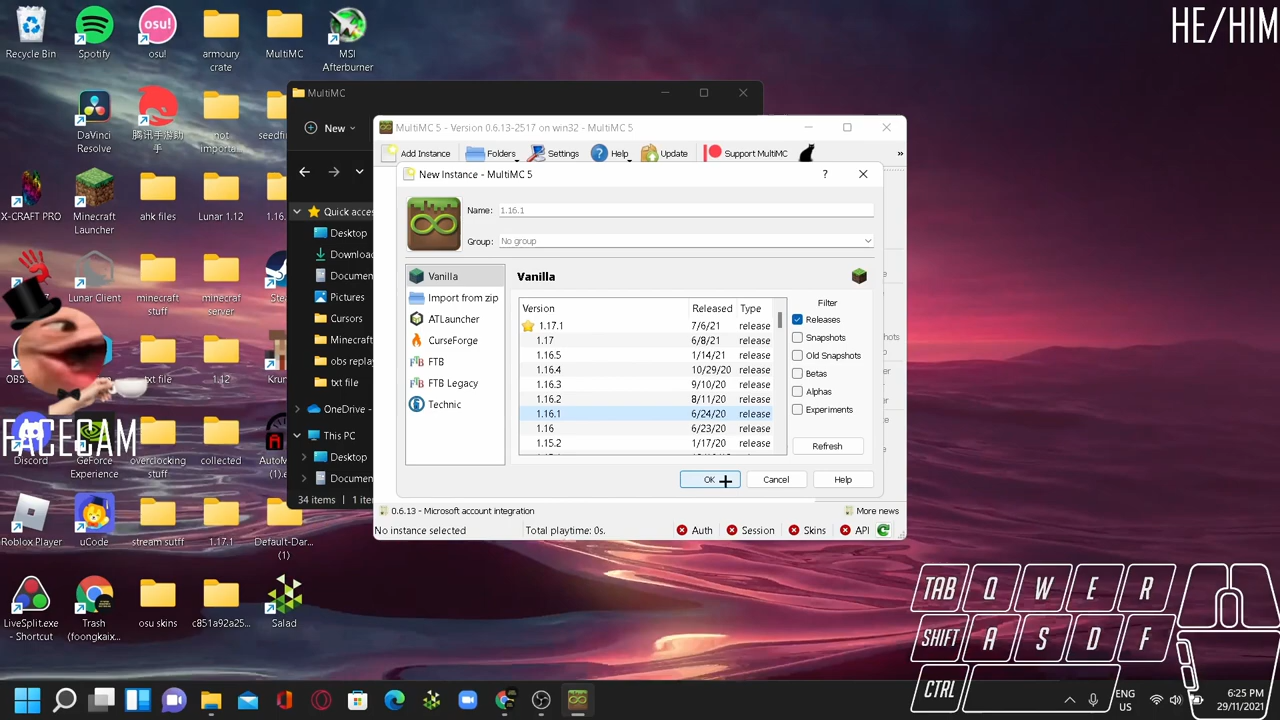 HE/HIM
Recycle Bin
Spotify
osu!
armoury
crate
MultiMC
MSI
Afterburner
DaVinci
Resolve
腾讯手游助
手
not
importa...
seedfin
X-CRAFT PRO
Minecraft
Launcher
ahk files
Lunar 1.12
1.16.
Lunar Client
minecraft
stuff
minecraf
server
Ste
OBS
txt file
1.12
Krun
FACECAM
Discord
GeForce
Experience
overclocking
stuff
collected
AutoM
(1).e
Roblox Player
uCode
stream suff
1.17.1
Default-Dar...
(1)
LiveSplit.exe
- Shortcut
Trash
(foongkaix...
osu skins
c851a92a25...
Salad
MultiMC
New
Quick access
Desktop
Downloac
Documen
Pictures
Cursors
Minecraft
obs replay
txt file
OneDrive -
This PC
Desktop
Documen
34 items
1 ite
MultiMC 5 - Version 0.6.13-2517 on win32 - MultiMC 5
Add Instance
Folders
Settings
Help
Update
Support MultiMC
»
New Instance - MultiMC 5
?
Name:
1.16.1
Group:
No group
Vanilla
Import from zip
ATLauncher
CurseForge
FTB
FTB Legacy
Technic
Vanilla
Version Released Type
1.17.1 7/6/21 release
1.17 6/8/21 release
1.16.5 1/14/21 release
1.16.4 10/29/20 release
1.16.3 9/10/20 release
1.16.2 8/11/20 release
1.16.1 6/24/20 release
1.16 6/23/20 release
1.15.2 1/17/20 release
Filter
Releases
Snapshots
Old Snapshots
Betas
Alphas
Experiments
Refresh
OK
Cancel
Help
0.6.13 - Microsoft account integration
More news
No instance selected
Total playtime: 0s.
Auth
Session
Skins
API
TAB Q W E R
SHIFT A S D F
CTRL
ENG
US
6:25 PM
29/11/2021